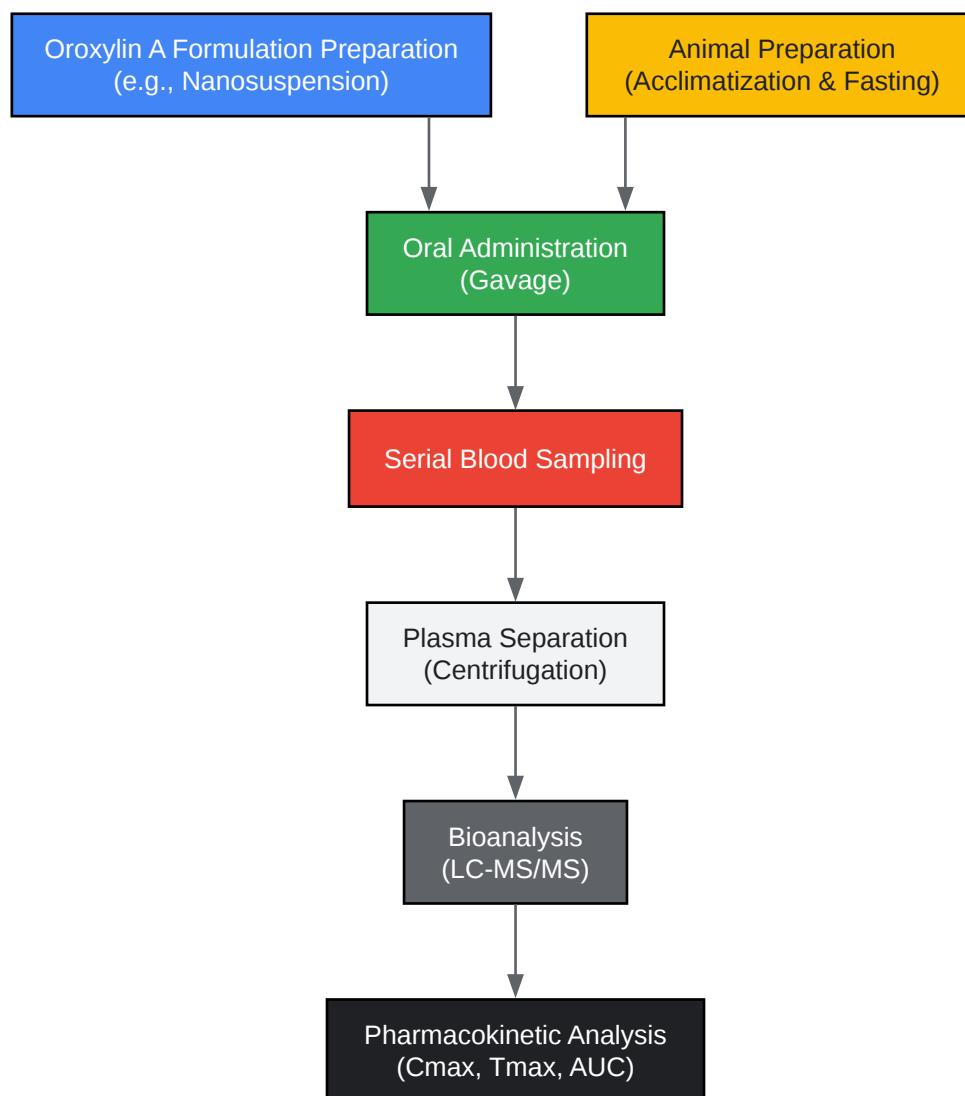 Oroxylin A Formulation Preparation
(e.g., Nanosuspension)
Animal Preparation
(Acclimatization & Fasting)
Oral Administration
(Gavage)
Serial Blood Sampling
Plasma Separation
(Centrifugation)
Bioanalysis
(LC-MS/MS)
Pharmacokinetic Analysis
(Cmax, Tmax, AUC)